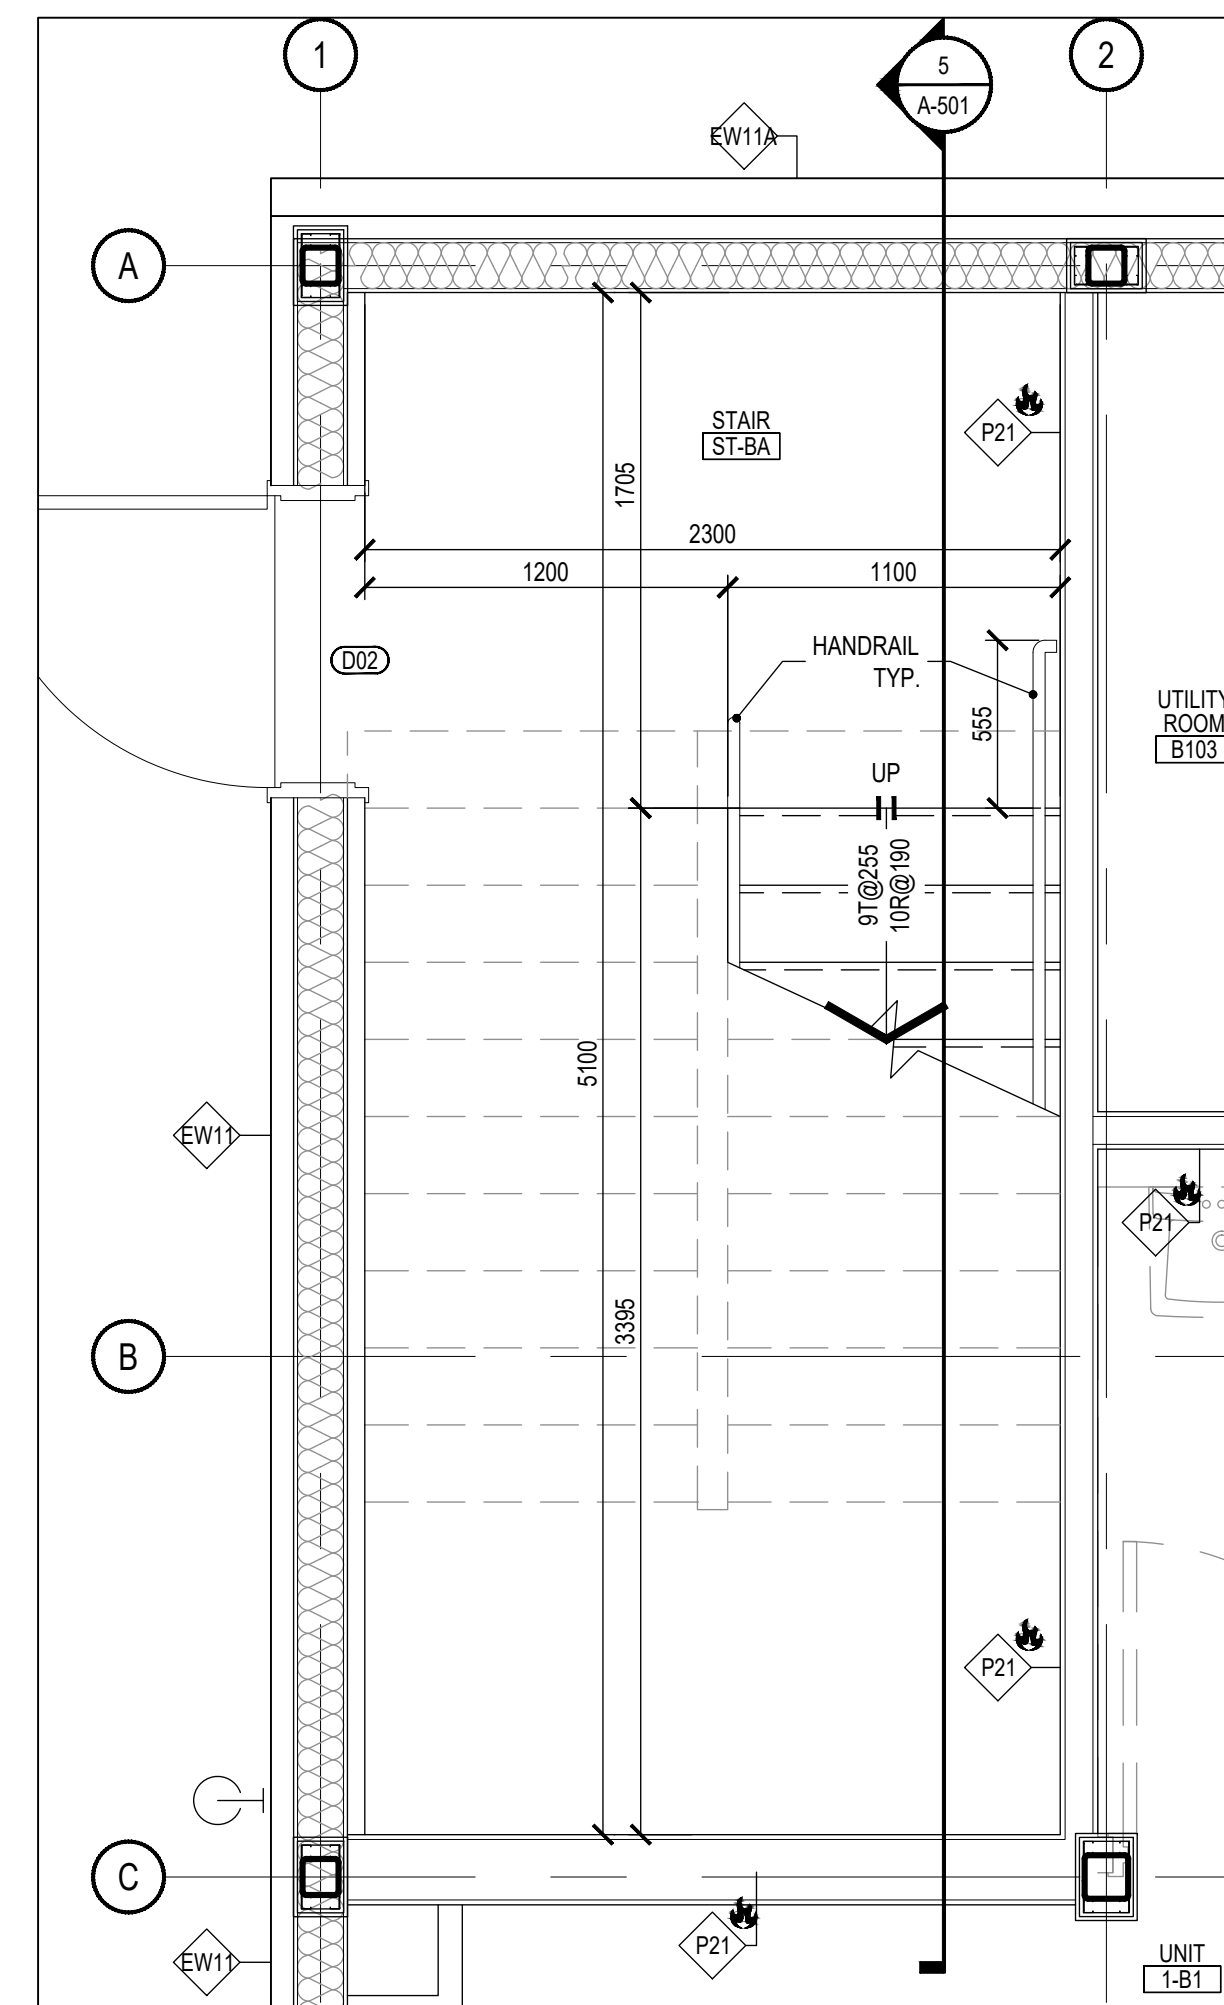 1
5
A-501
2
EW11A
A
STAIR
ST-BA
P21
1705
2300
1200
1100
D02
HANDRAIL
TYP.
555
UTILITY
ROOM
B103
UP
9T@255
10R@190
5100
EW11
P21
3395
B
P21
C
P21
EW11
UNIT
1-B1